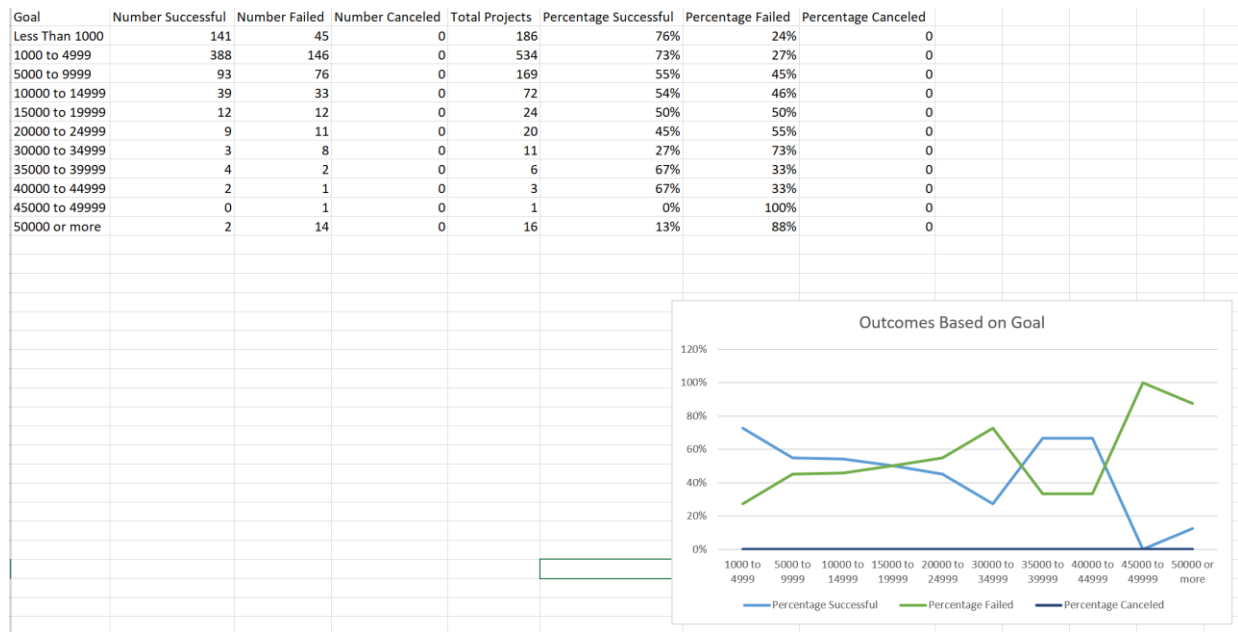 Goal Number Successful Number Failed Number Canceled Total Projects Percentage Successful Percentage Failed Percentage Canceled
Less Than 1000 141 45 0 186 76% 24% 0
1000 to 4999 388 146 0 534 73% 27% 0
5000 to 9999 93 76 0 169 55% 45% 0
10000 to 14999 39 33 0 72 54% 46% 0
15000 to 19999 12 12 0 24 50% 50% 0
20000 to 24999 9 11 0 20 45% 55% 0
30000 to 34999 3 8 0 11 27% 73% 0
35000 to 39999 4 2 0 6 67% 33% 0
40000 to 44999 2 1 0 3 67% 33% 0
45000 to 49999 0 1 0 1 0% 100% 0
50000 or more 2 14 0 16 13% 88% 0
Outcomes Based on Goal
120%
100%
80%
60%
40%
20%
0%
1000 to 5000 to 10000 to 15000 to 20000 to 30000 to 35000 to 40000 to 45000 to 50000 or
4999 9999 14999 19999 24999 34999 39999 44999 49999 more
Percentage Successful Percentage Failed Percentage Canceled